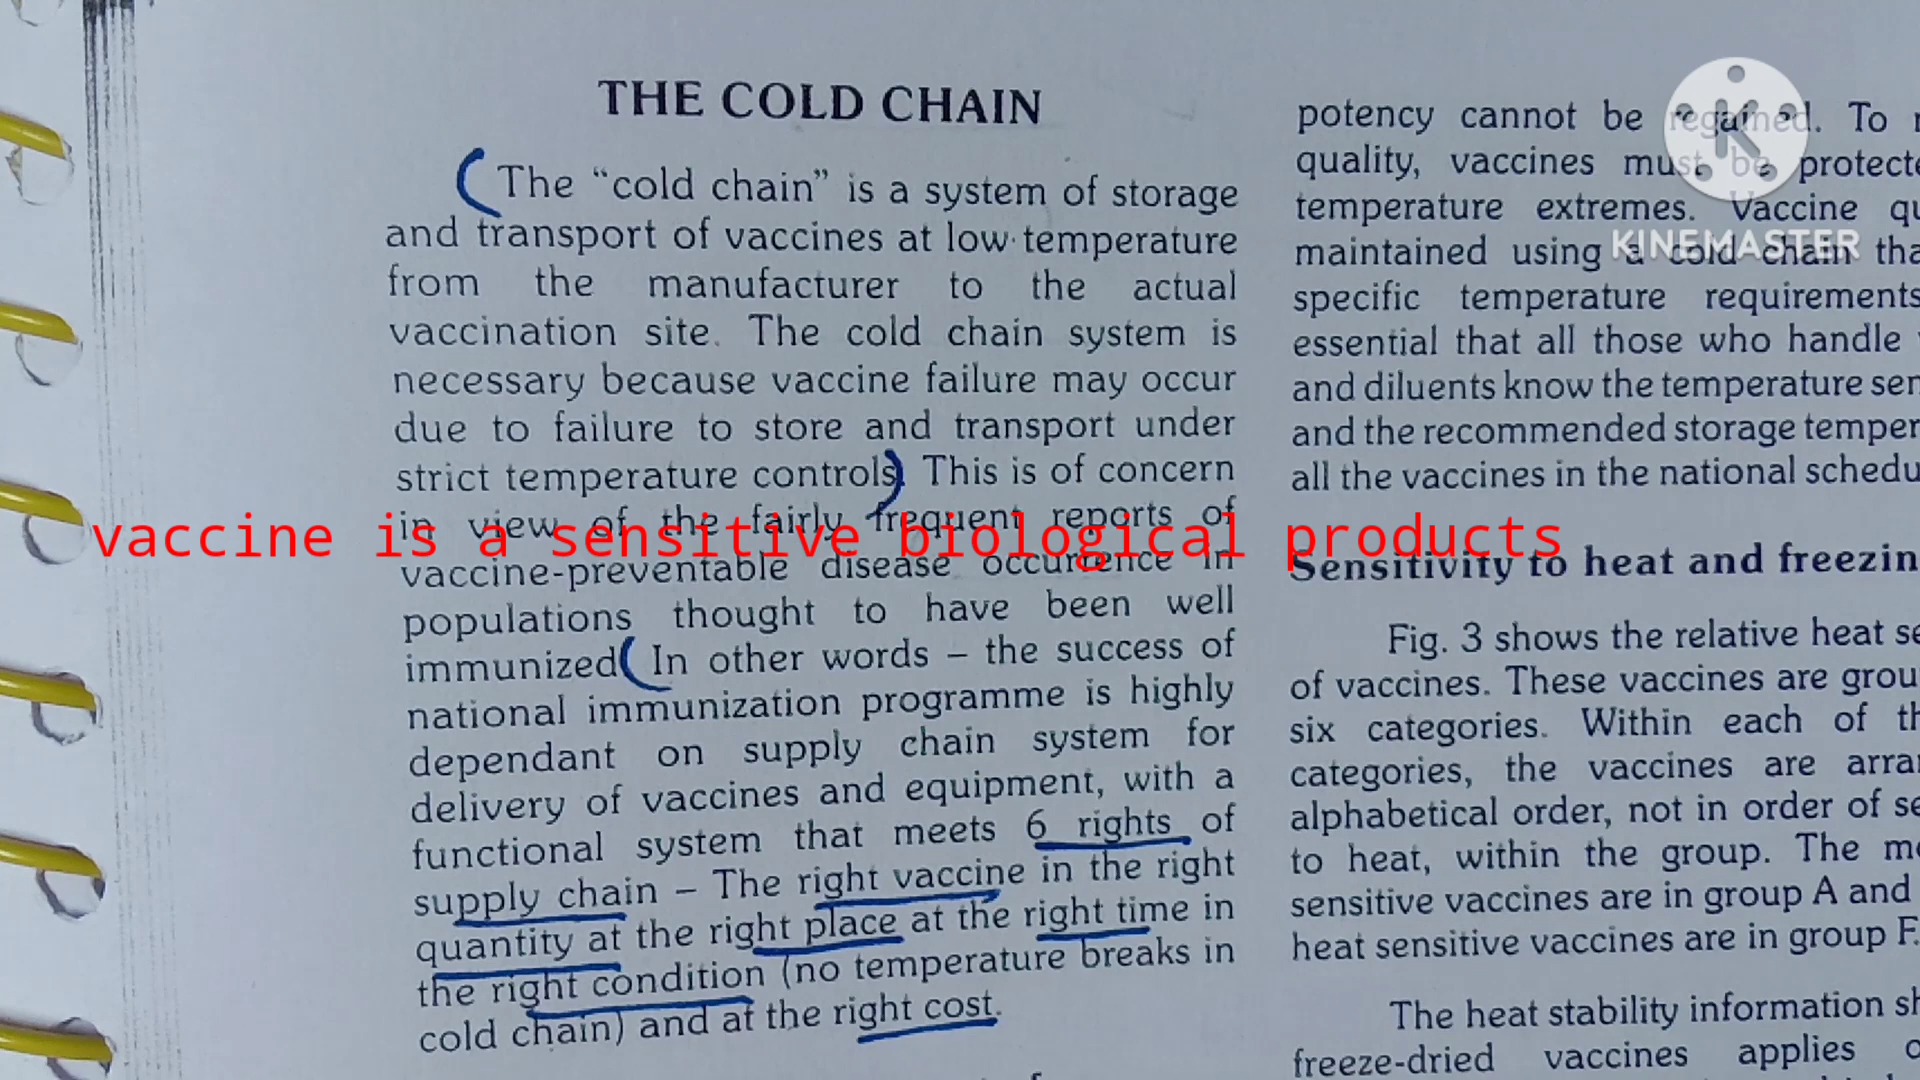 THE COLD CHAIN
The “cold chain” is a system of storage
and transport of vaccines at low temperature
from the manufacturer to the actual
vaccination site. The cold chain system is
necessary because vaccine failure may occur
due to failure to store and transport under
strict temperature controls. This is of concern
in view of the fairly frequent reports of
vaccine-preventable disease occurrence in
populations thought to have been well
immunized. In other words – the success of
national immunization programme is highly
dependant on supply chain system for
delivery of vaccines and equipment, with a
functional system that meets 6 rights of
supply chain – The right vaccine in the right
quantity at the right place at the right time in
the right condition (no temperature breaks in
cold chain) and at the right cost.
vaccine is a sensitive biological products
potency cannot be regained. To
quality, vaccines must be
temperature extremes. Vaccine
maintained using a cold chain
specific temperature requirements
essential that all those who handle
and diluents know the temperature
and the recommended storage
all the vaccines in the national
Sensitivity to heat and
Fig. 3 shows the relative heat
of vaccines. These vaccines are
six categories. Within each of
categories, the vaccines are
alphabetical order, not in order of
to heat, within the group. The
sensitive vaccines are in group A and
heat sensitive vaccines are in group F.
The heat stability information
freeze-dried vaccines applies
KINEMASTER